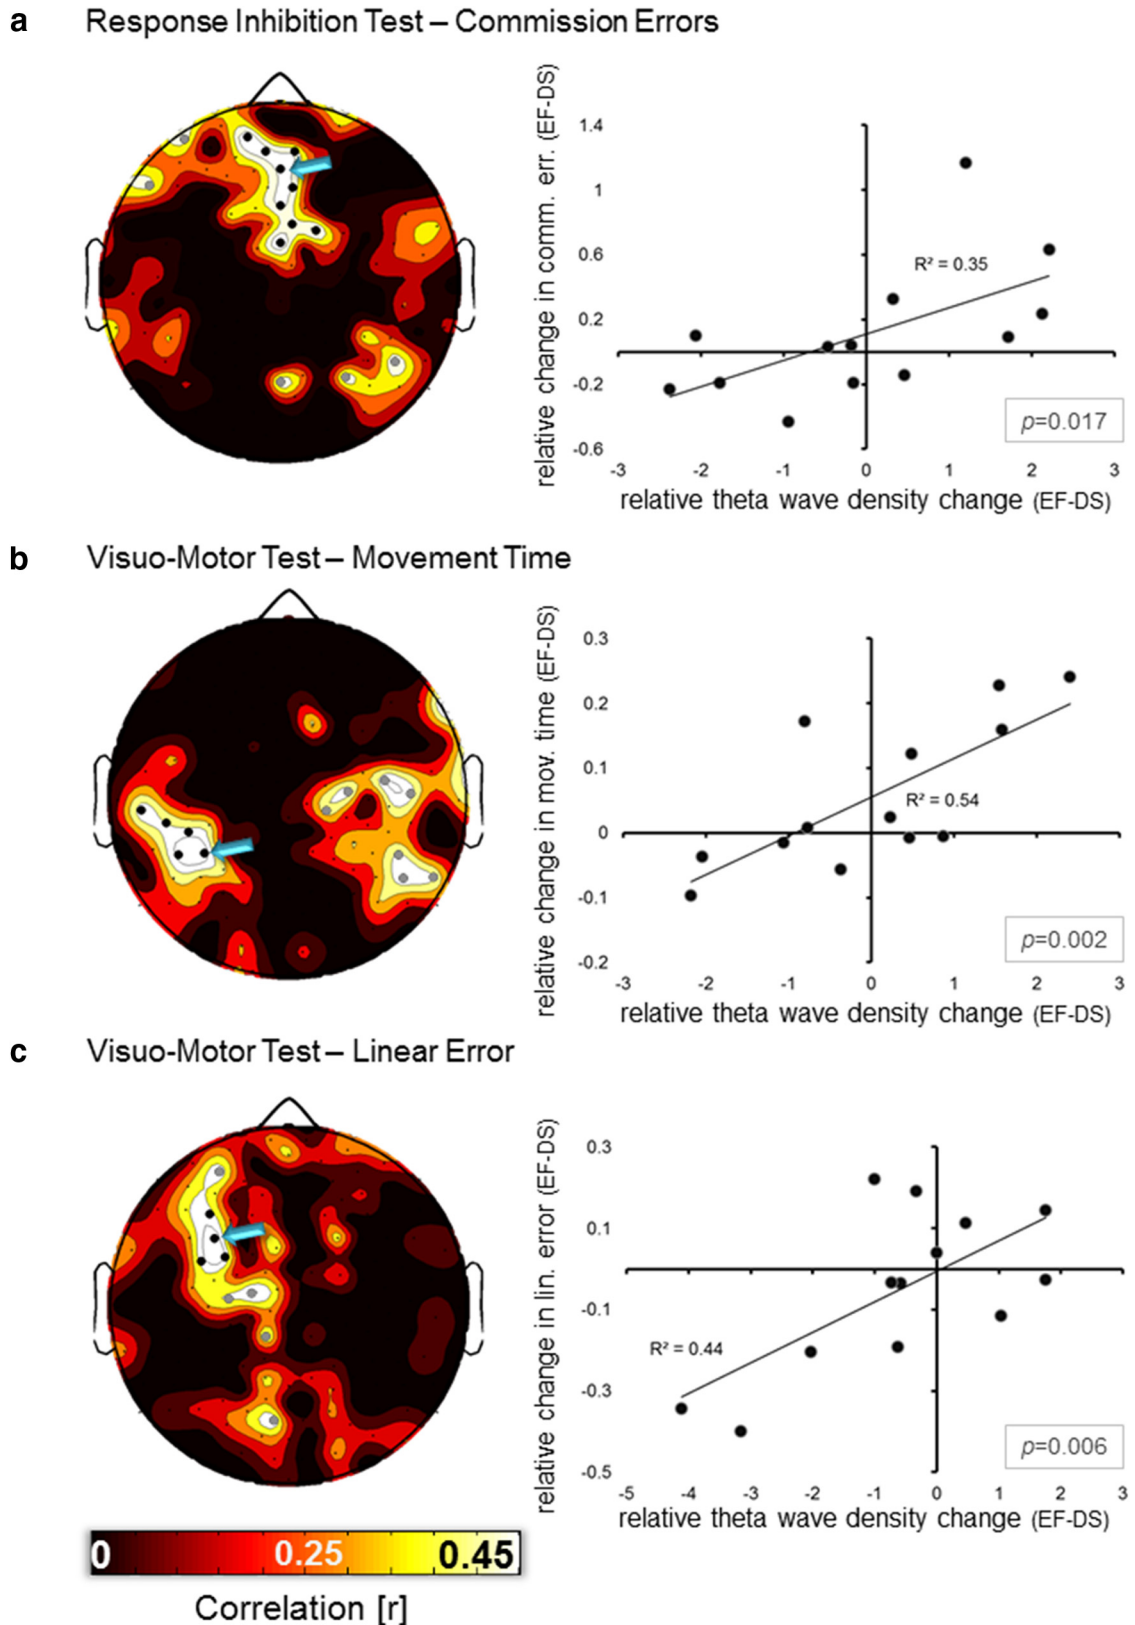 a Response Inhibition Test – Commission Errors
relative change in comm. err. (EF-DS)
1.4
1
0.6
0.2
-0.2
-0.6
R² = 0.35
p=0.017
-3 -2 -1 0 1 2 3
relative theta wave density change (EF-DS)
b Visuo-Motor Test – Movement Time
relative change in mov. time (EF-DS)
0.3
0.2
0.1
0
-0.1
-0.2
R² = 0.54
p=0.002
-3 -2 -1 0 1 2 3
relative theta wave density change (EF-DS)
c Visuo-Motor Test – Linear Error
relative change in lin. error (EF-DS)
0.3
0.1
-0.1
-0.3
-0.5
R² = 0.44
p=0.006
-5 -4 -3 -2 -1 0 1 2 3
relative theta wave density change (EF-DS)
0 0.25 0.45
Correlation [r]